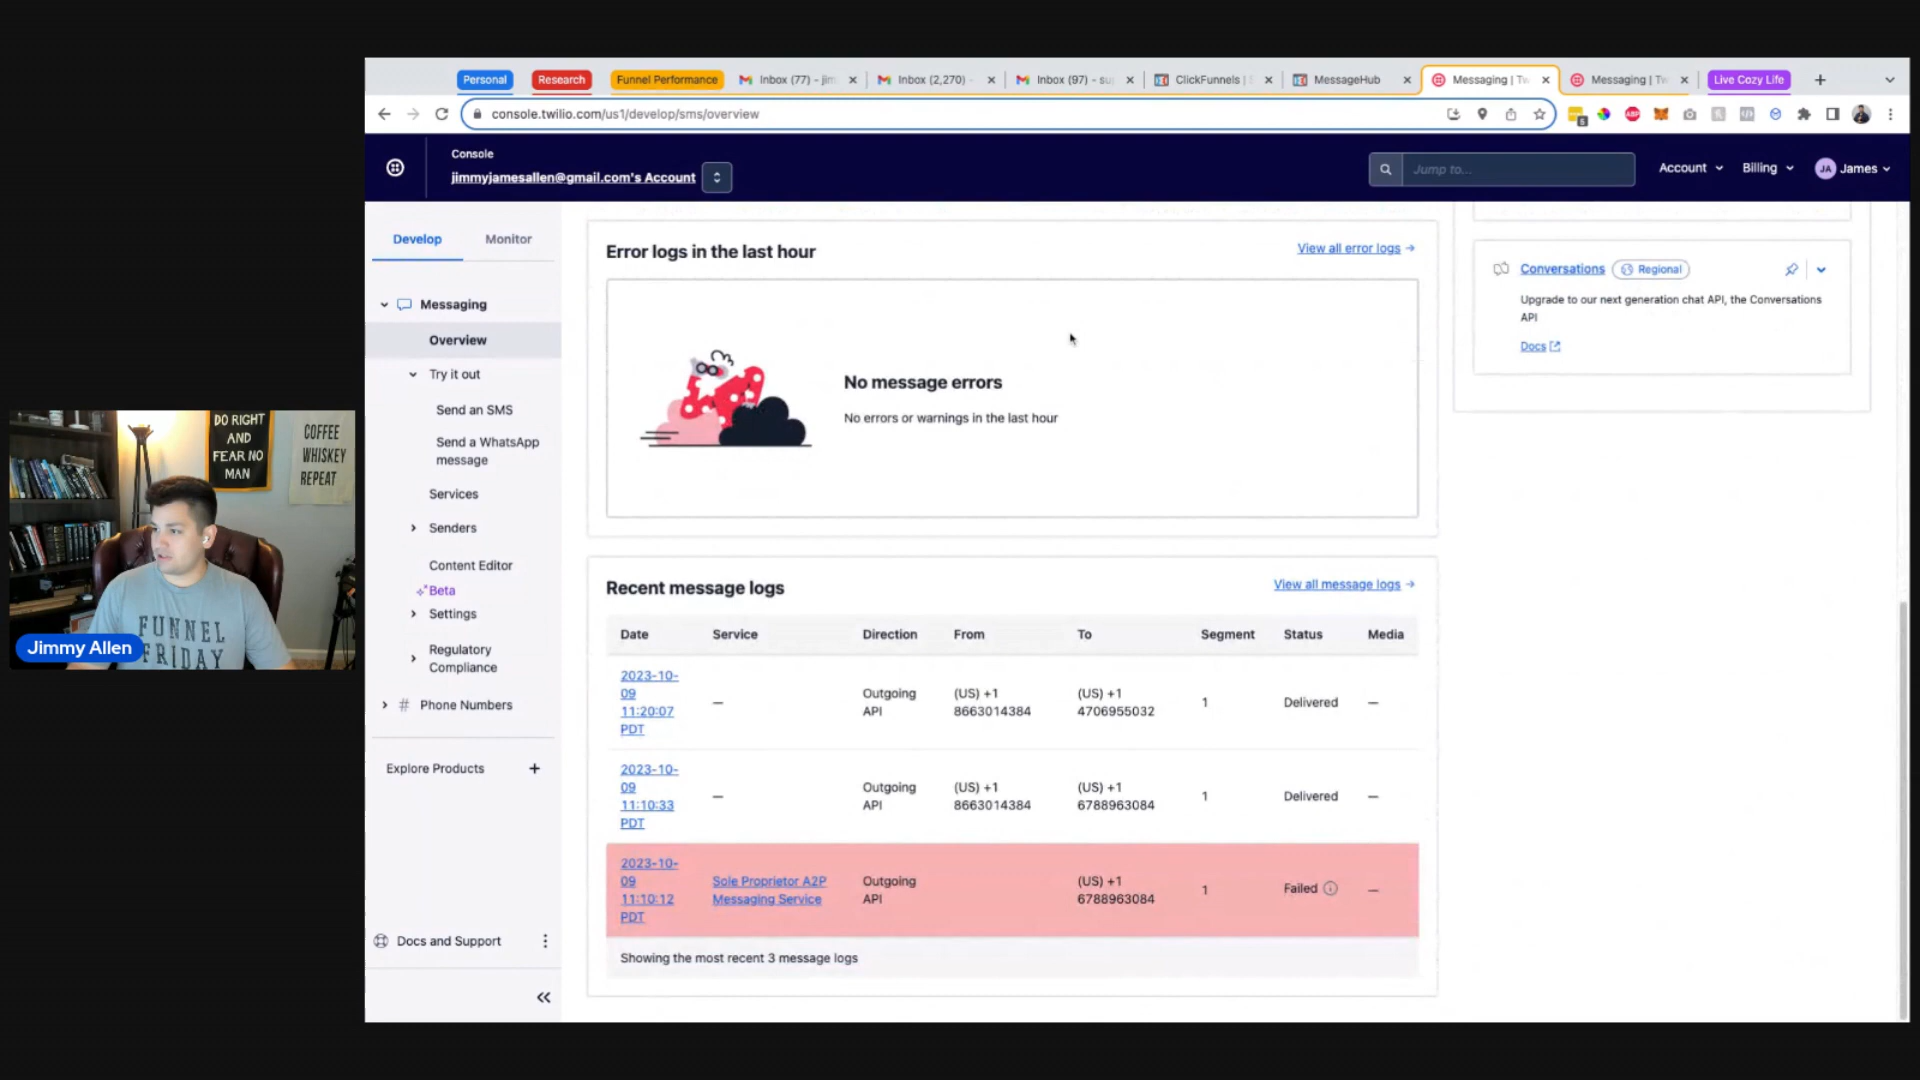 Personal
Research
Funnel Performance
Inbox (77) - jim
Inbox (2,270) -
Inbox (97) - su
ClickFunnels |
MessageHub
Messaging | Tw
Messaging | Tw
Live Cozy Life
console.twilio.com/us1/develop/sms/overview
Console
jimmyjamesallen@gmail.com's Account
Jump to...
Account
Billing
JA
James
Develop
Monitor
Messaging
Overview
Try it out
Send an SMS
Send a WhatsApp
message
Services
Senders
Content Editor
Beta
Settings
Regulatory
Compliance
# Phone Numbers
Explore Products
Docs and Support
Error logs in the last hour
View all error logs
No message errors
No errors or warnings in the last hour
Conversations
Regional
Upgrade to our next generation chat API, the Conversations
API
Docs
Recent message logs
View all message logs
Date Service Direction From To Segment Status Media
2023-10-
09
11:20:07
PDT
—
Outgoing
API
(US) +1
8663014384
(US) +1
4706955032
1
Delivered
—
2023-10-
09
11:10:33
PDT
—
Outgoing
API
(US) +1
8663014384
(US) +1
6788963084
1
Delivered
—
2023-10-
09
11:10:12
PDT
Sole Proprietor A2P
Messaging Service
Outgoing
API
(US) +1
6788963084
1
Failed
—
Showing the most recent 3 message logs
DO RIGHT
AND
FEAR NO
MAN
COFFEE
WHISKEY
REPEAT
FUNNEL
FRIDAY
Jimmy Allen